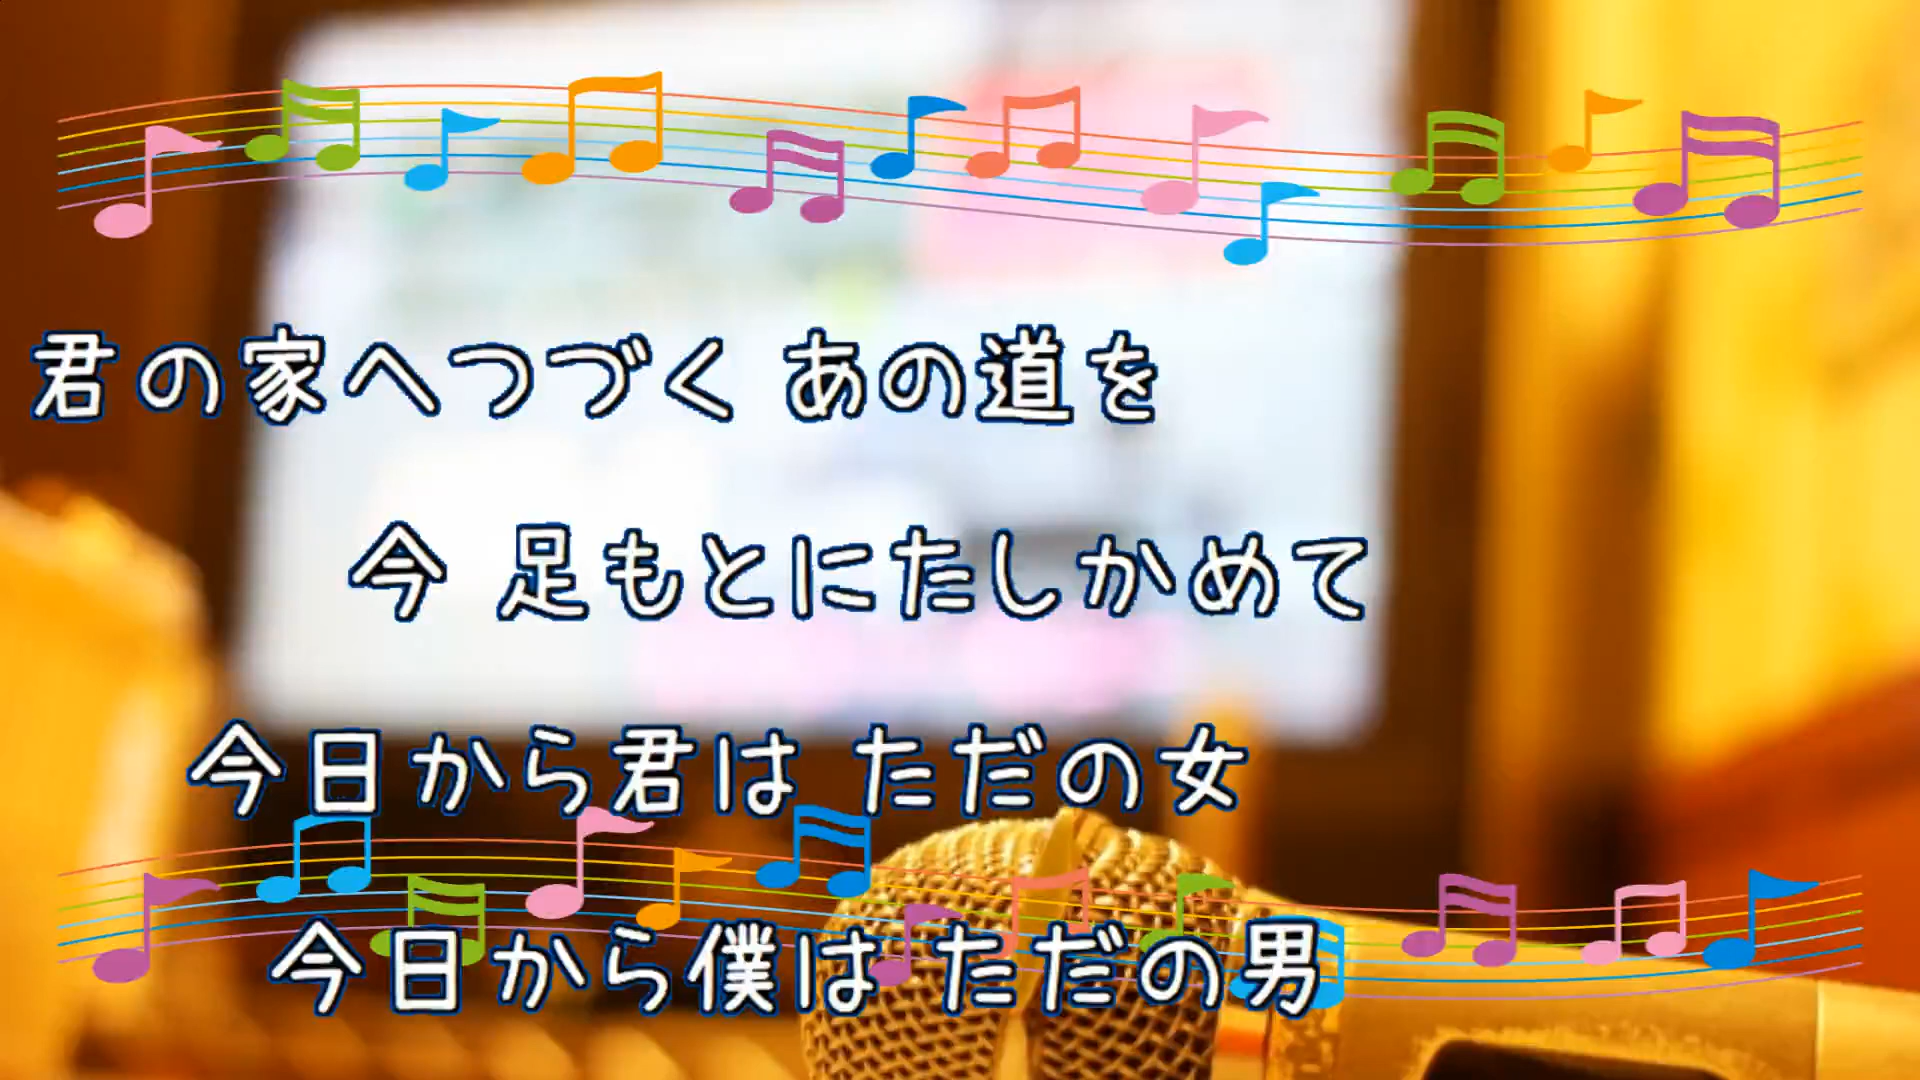 君の家へつづく あの道を
今 足もとにたしかめて
今日から君は ただの女
今日から僕は ただの男